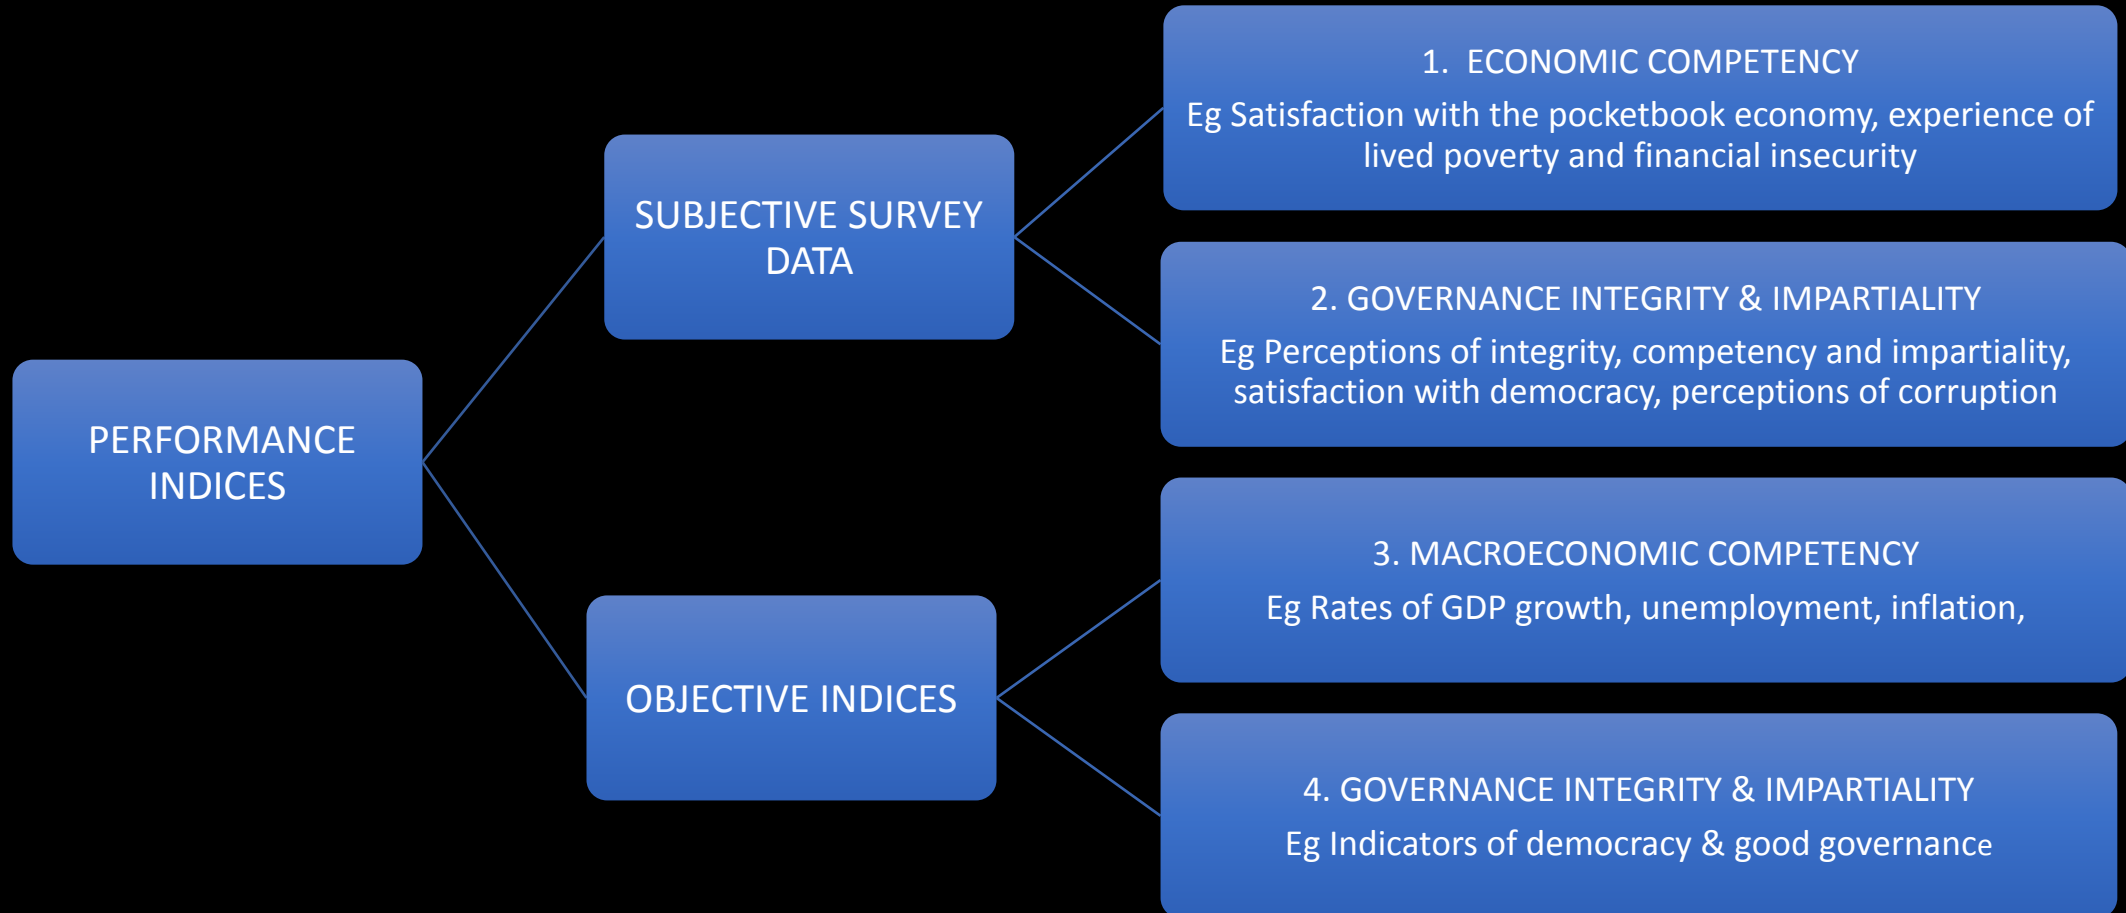 PERFORMANCE
INDICES
SUBJECTIVE SURVEY
DATA
1. ECONOMIC COMPETENCY
Eg Satisfaction with the pocketbook economy, experience of
lived poverty and financial insecurity
2. GOVERNANCE INTEGRITY & IMPARTIALITY
Eg Perceptions of integrity, competency and impartiality,
satisfaction with democracy, perceptions of corruption
OBJECTIVE INDICES
3. MACROECONOMIC COMPETENCY
Eg Rates of GDP growth, unemployment, inflation,
4. GOVERNANCE INTEGRITY & IMPARTIALITY
Eg Indicators of democracy & good governance